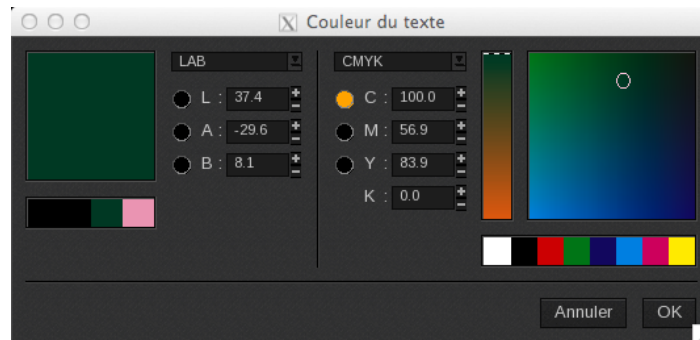 Couleur du texte
LAB
L : 37.4
A : -29.6
B : 8.1
CMYK
C : 100.0
M : 56.9
Y : 83.9
K : 0.0
Annuler
OK